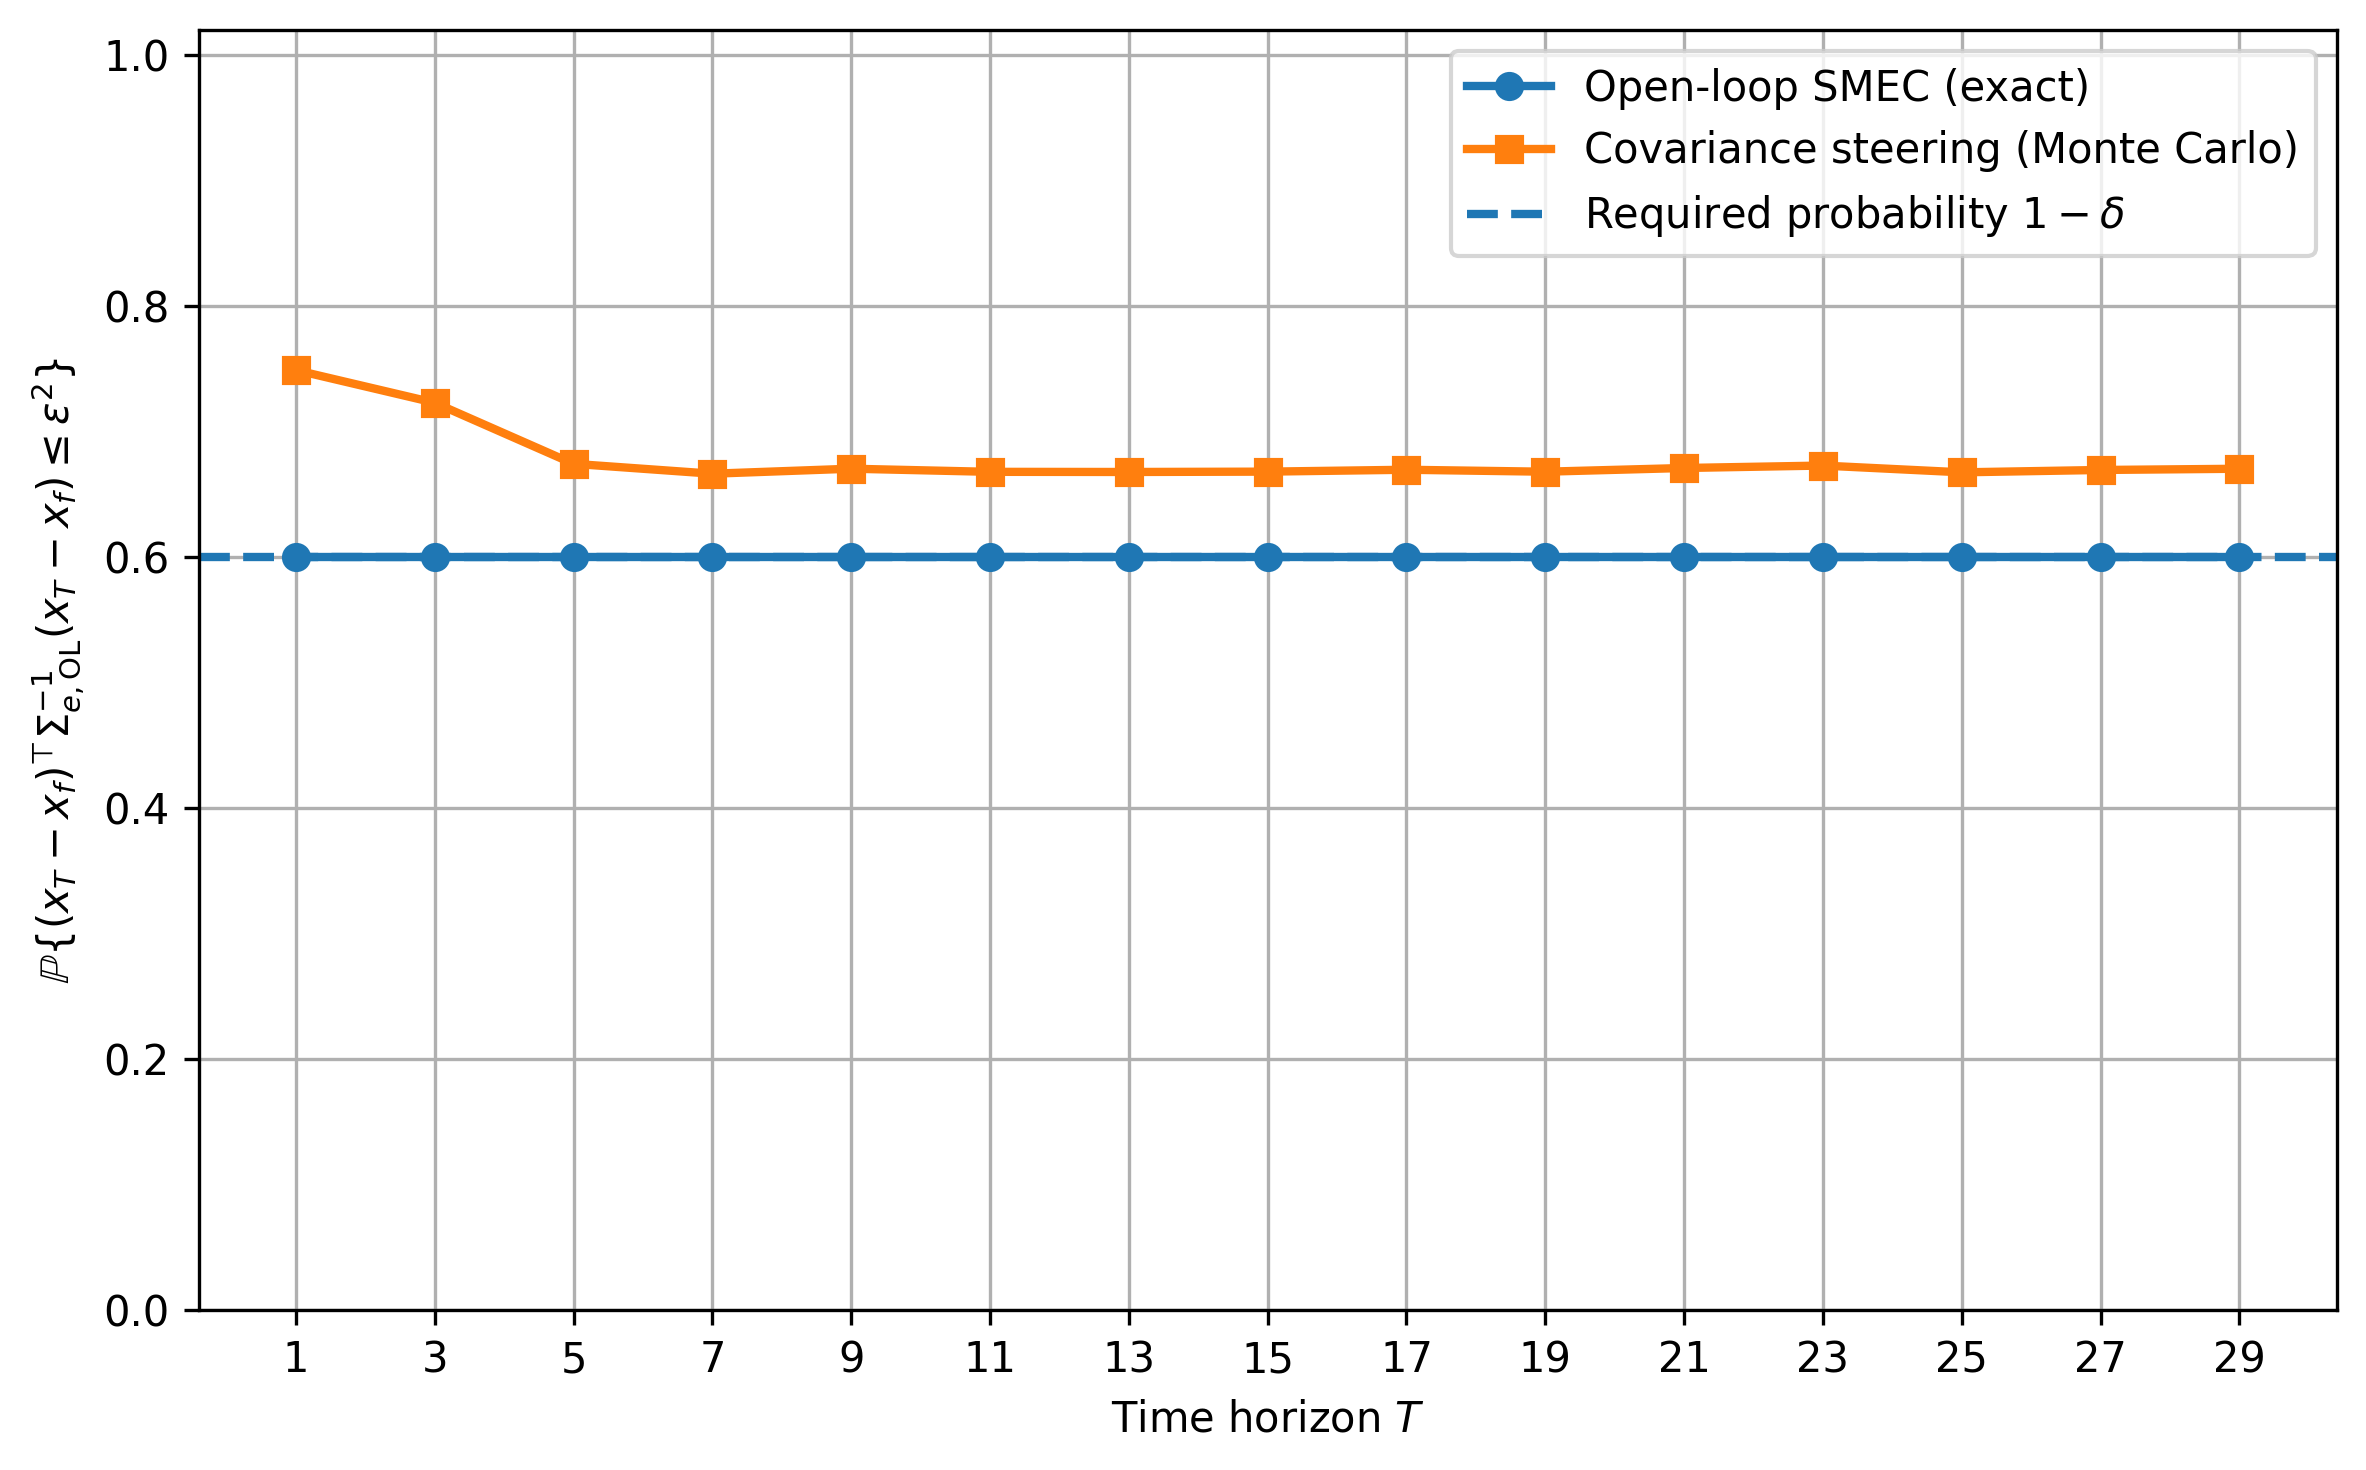 1.0
0.8
0.6
0.4
0.2
0.0
ℙ{(x_T − x_f)^⊤ Σ_{e,OL}^{−1} (x_T − x_f) ≤ ε²}
Open-loop SMEC (exact)
Covariance steering (Monte Carlo)
Required probability 1 − δ
1 3 5 7 9 11 13 15 17 19 21 23 25 27 29
Time horizon T